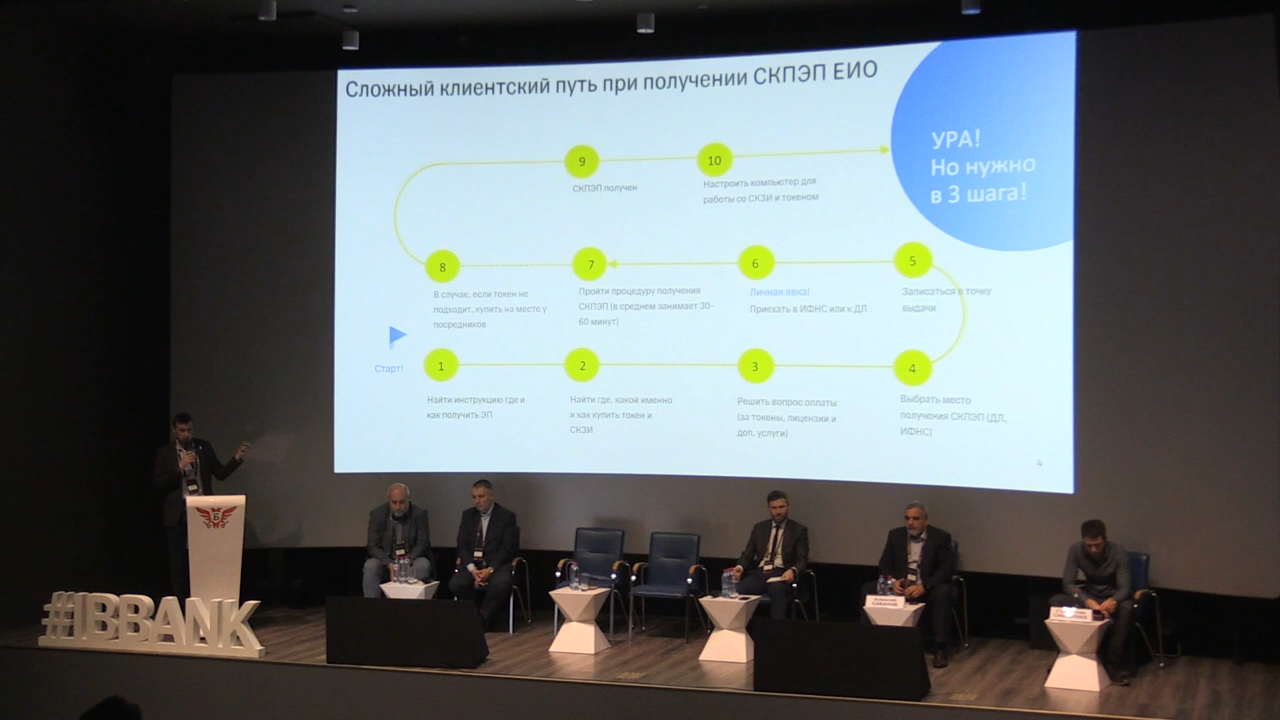 Сложный клиентский путь при получении СКПЭП ЕИО
УРА!
Но нужно
в 3 шага!
9
СКПЭП получен
10
Настроить компьютер для
работы со СКЗИ и токеном
8
В случае, если токен не
подходит, купить на месте у
посредников
7
Пройти процедуру получения
СКПЭП (в среднем занимает 30-
60 минут)
6
Личная явка!
Приехать в ИФНС или к ДЛ
5
Записаться в точку
выдачи
Старт!
1
Найти инструкцию где и
как получить ЭП
2
Найти где, какой именно
и как купить токен и
СКЗИ
3
Решить вопрос оплаты
(за токены, лицензии и
доп. услуги)
4
Выбрать место
получения СКПЭП (ДЛ,
ИФНС)
4
#IBBANK